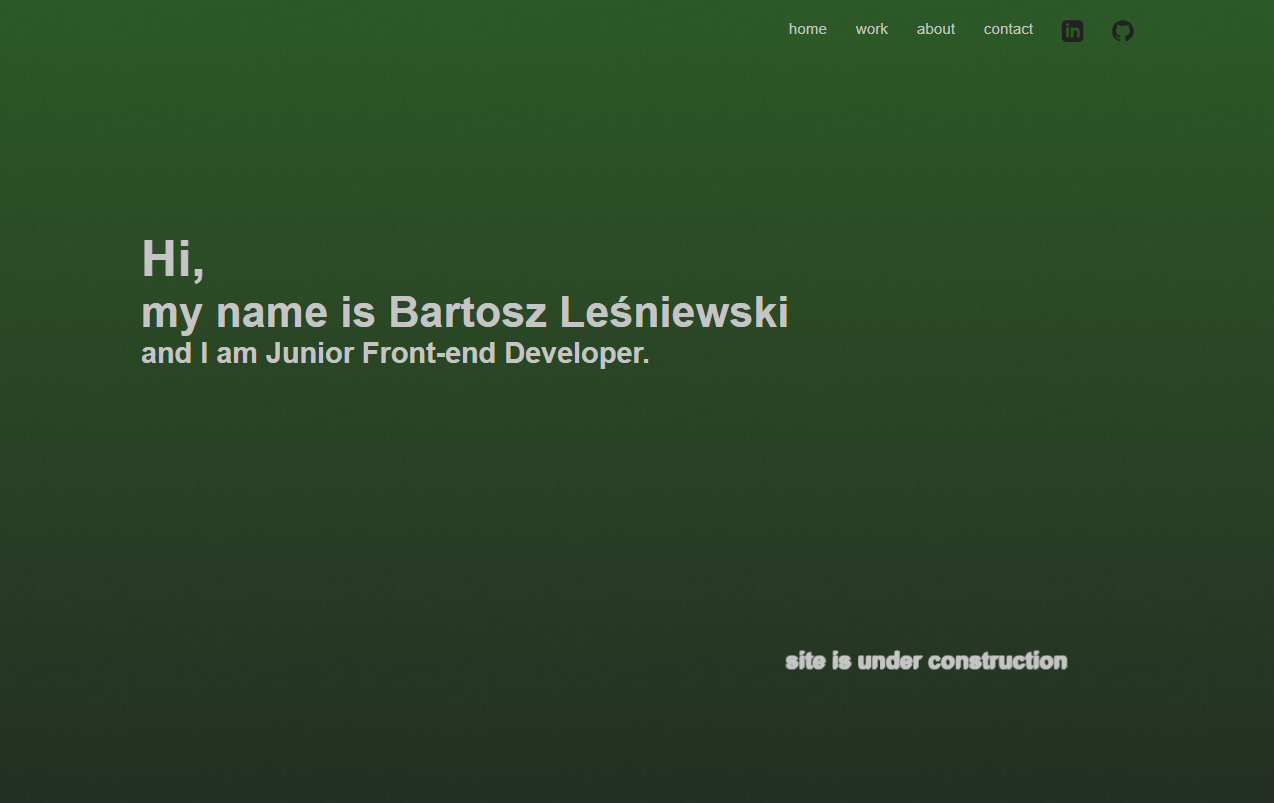 home work about contact
Hi,
my name is Bartosz Leśniewski
and I am Junior Front-end Developer.
site is under construction